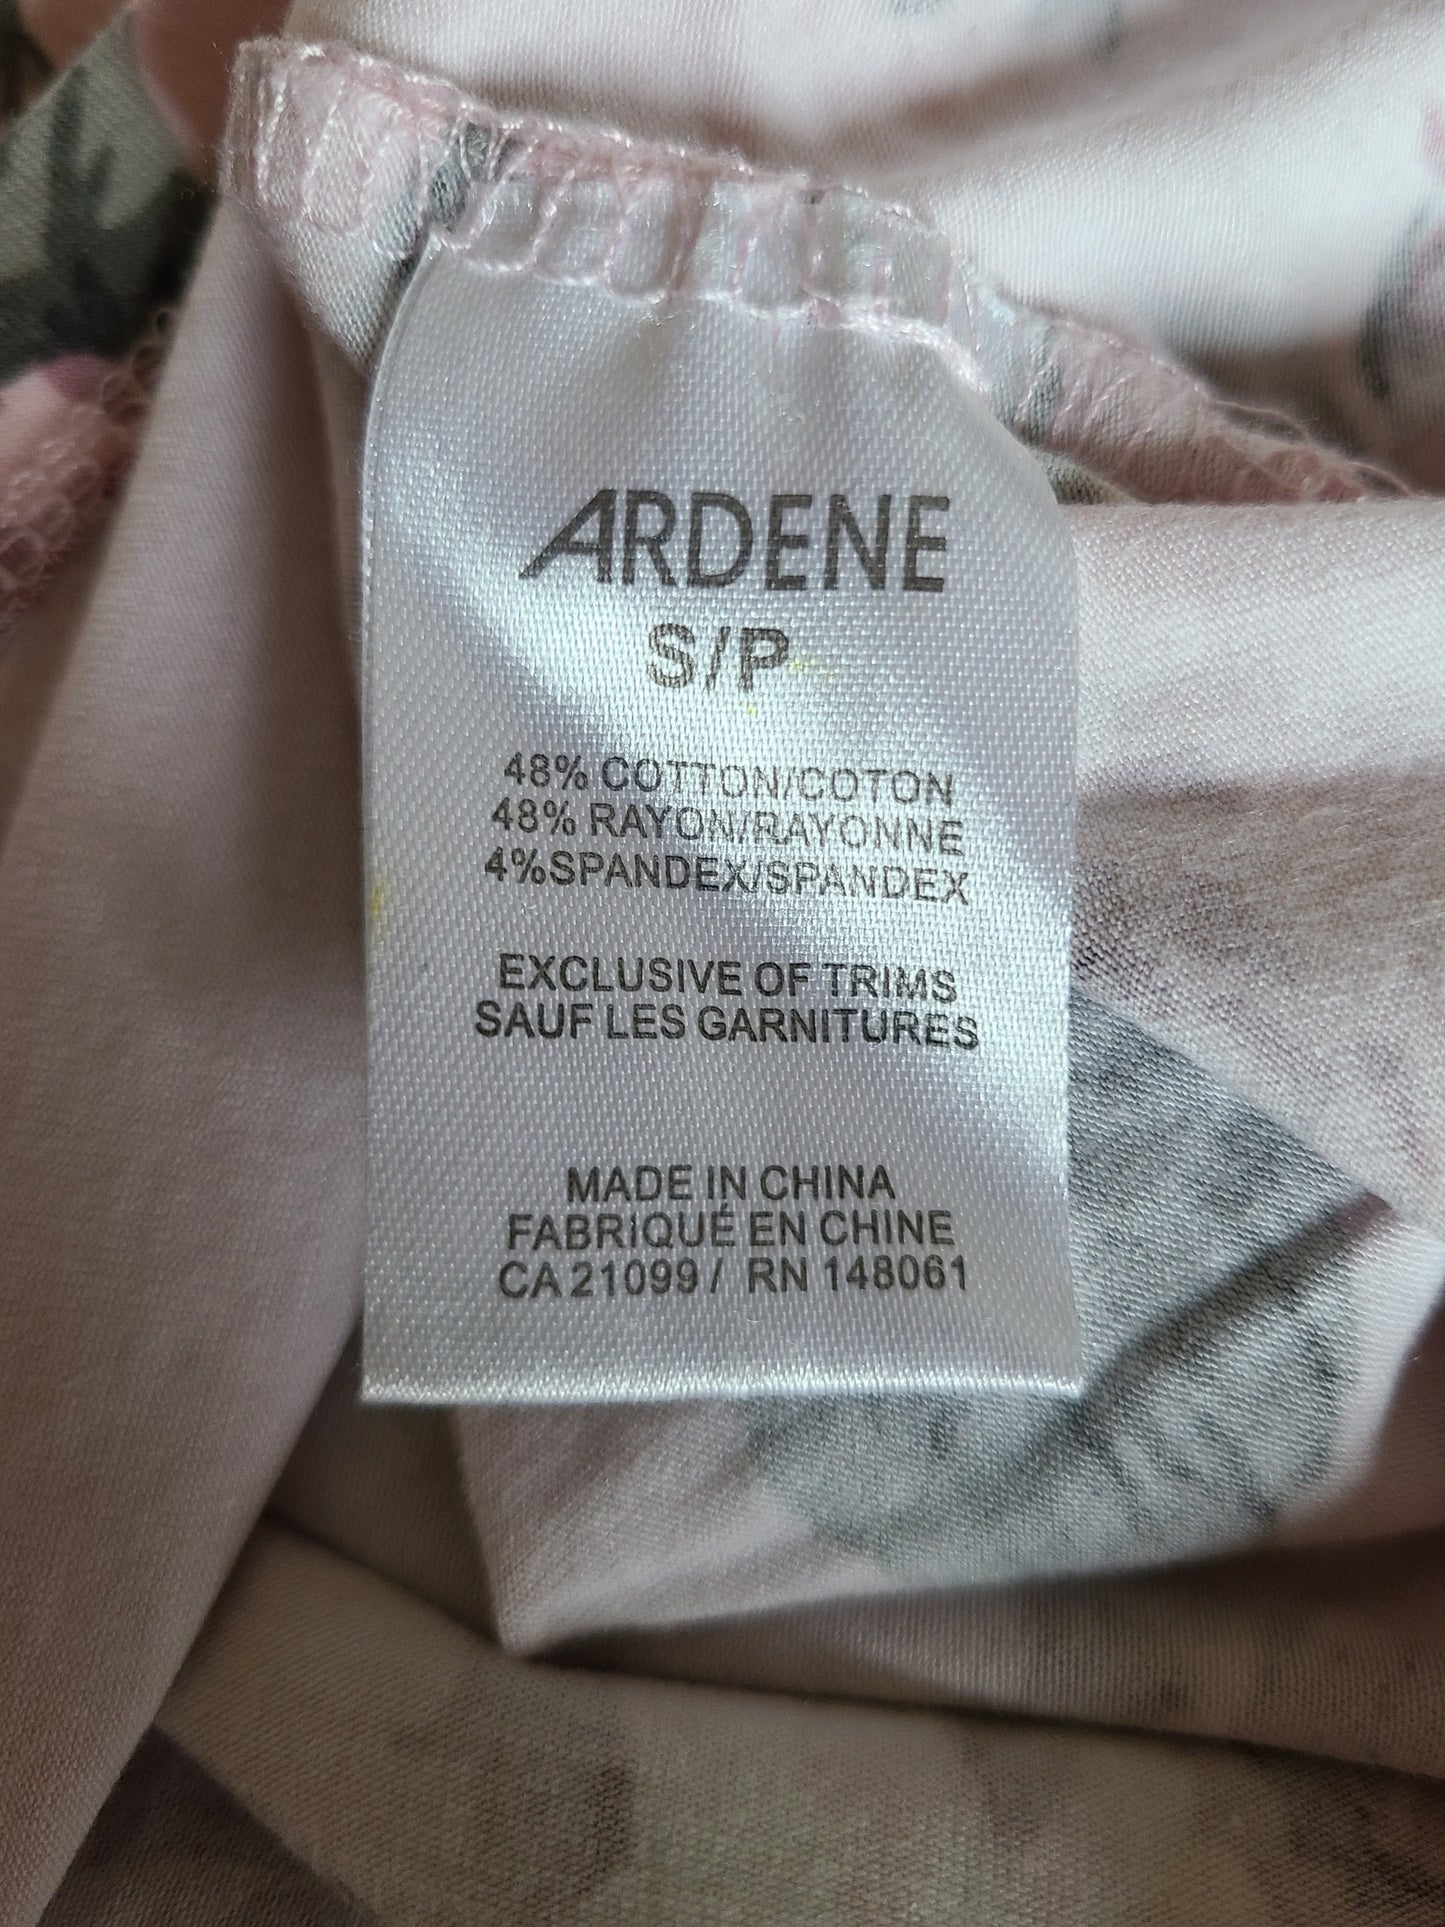 ARDENE
S/P
48% COTTON/COTON
48% RAYON/RAYONNE
4%SPANDEX/SPANDEX
EXCLUSIVE OF TRIMS
SAUF LES GARNITURES
MADE IN CHINA
FABRIQUÉ EN CHINE
CA 21099 / RN 148061